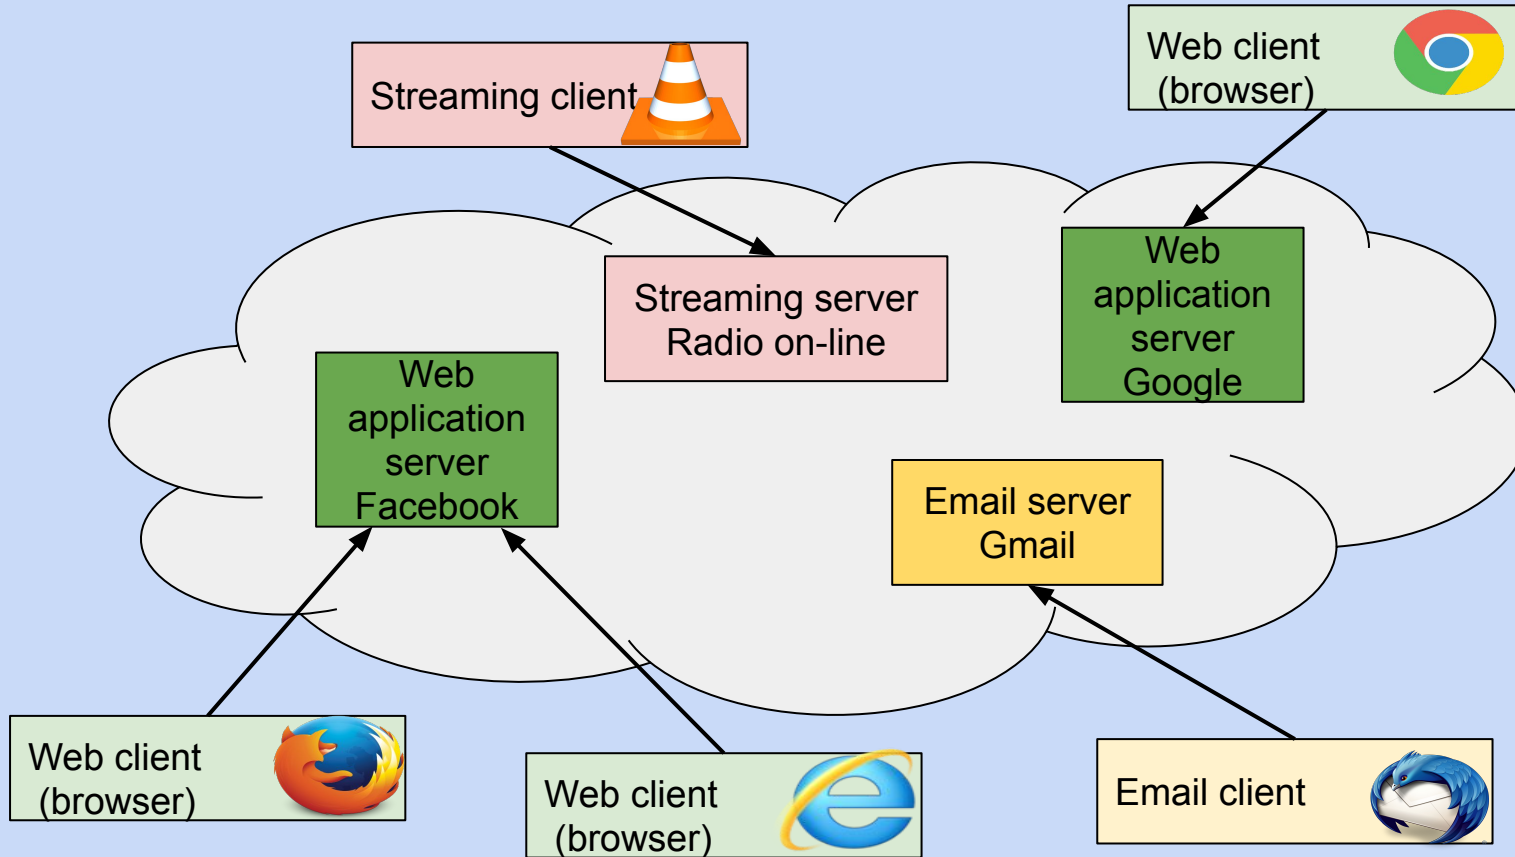 Streaming client
Web client
(browser)
Streaming server
Radio on-line
Web
application
server
Google
Web
application
server
Facebook
Email server
Gmail
Web client
(browser)
Web client
(browser)
Email client